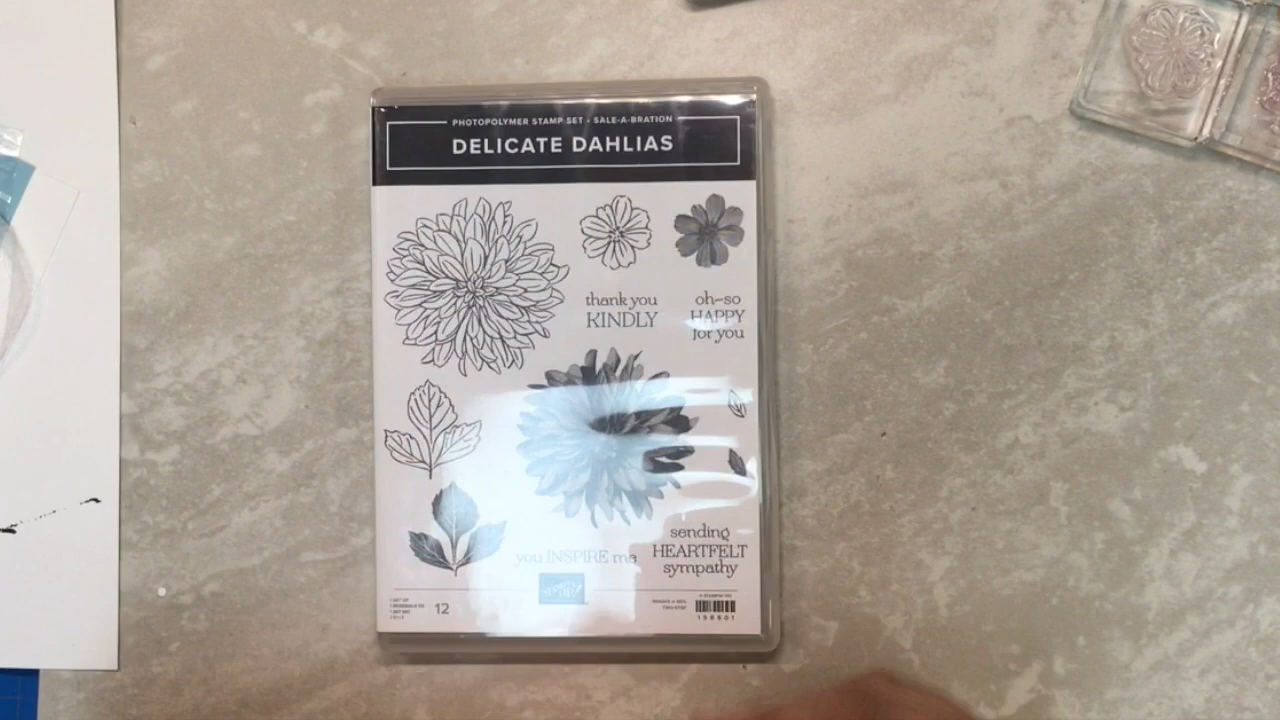 PHOTOPOLYMER STAMP SET • SALE-A-BRATION
DELICATE DAHLIAS
thank you
KINDLY
oh-so
HAPPY
for you
you INSPIRE me
sending
HEARTFELT
sympathy
12
158601